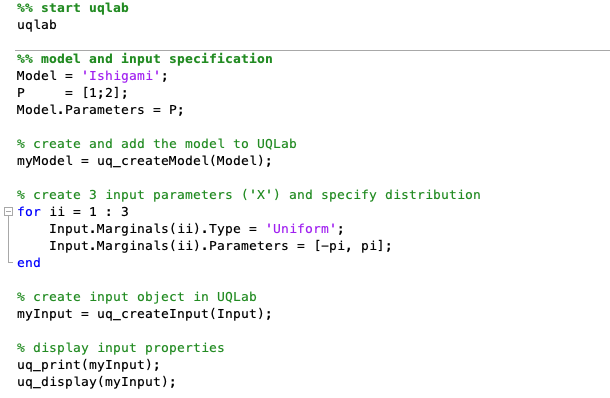 %% start uqlab
uqlab
%% model and input specification
Model = 'Ishigami';
P     = [1;2];
Model.Parameters = P;
% create and add the model to UQLab
myModel = uq_createModel(Model);
% create 3 input parameters ('X') and specify distribution
for ii = 1 : 3
    Input.Marginals(ii).Type = 'Uniform';
    Input.Marginals(ii).Parameters = [-pi, pi];
end
% create input object in UQLab
myInput = uq_createInput(Input);
% display input properties
uq_print(myInput);
uq_display(myInput);